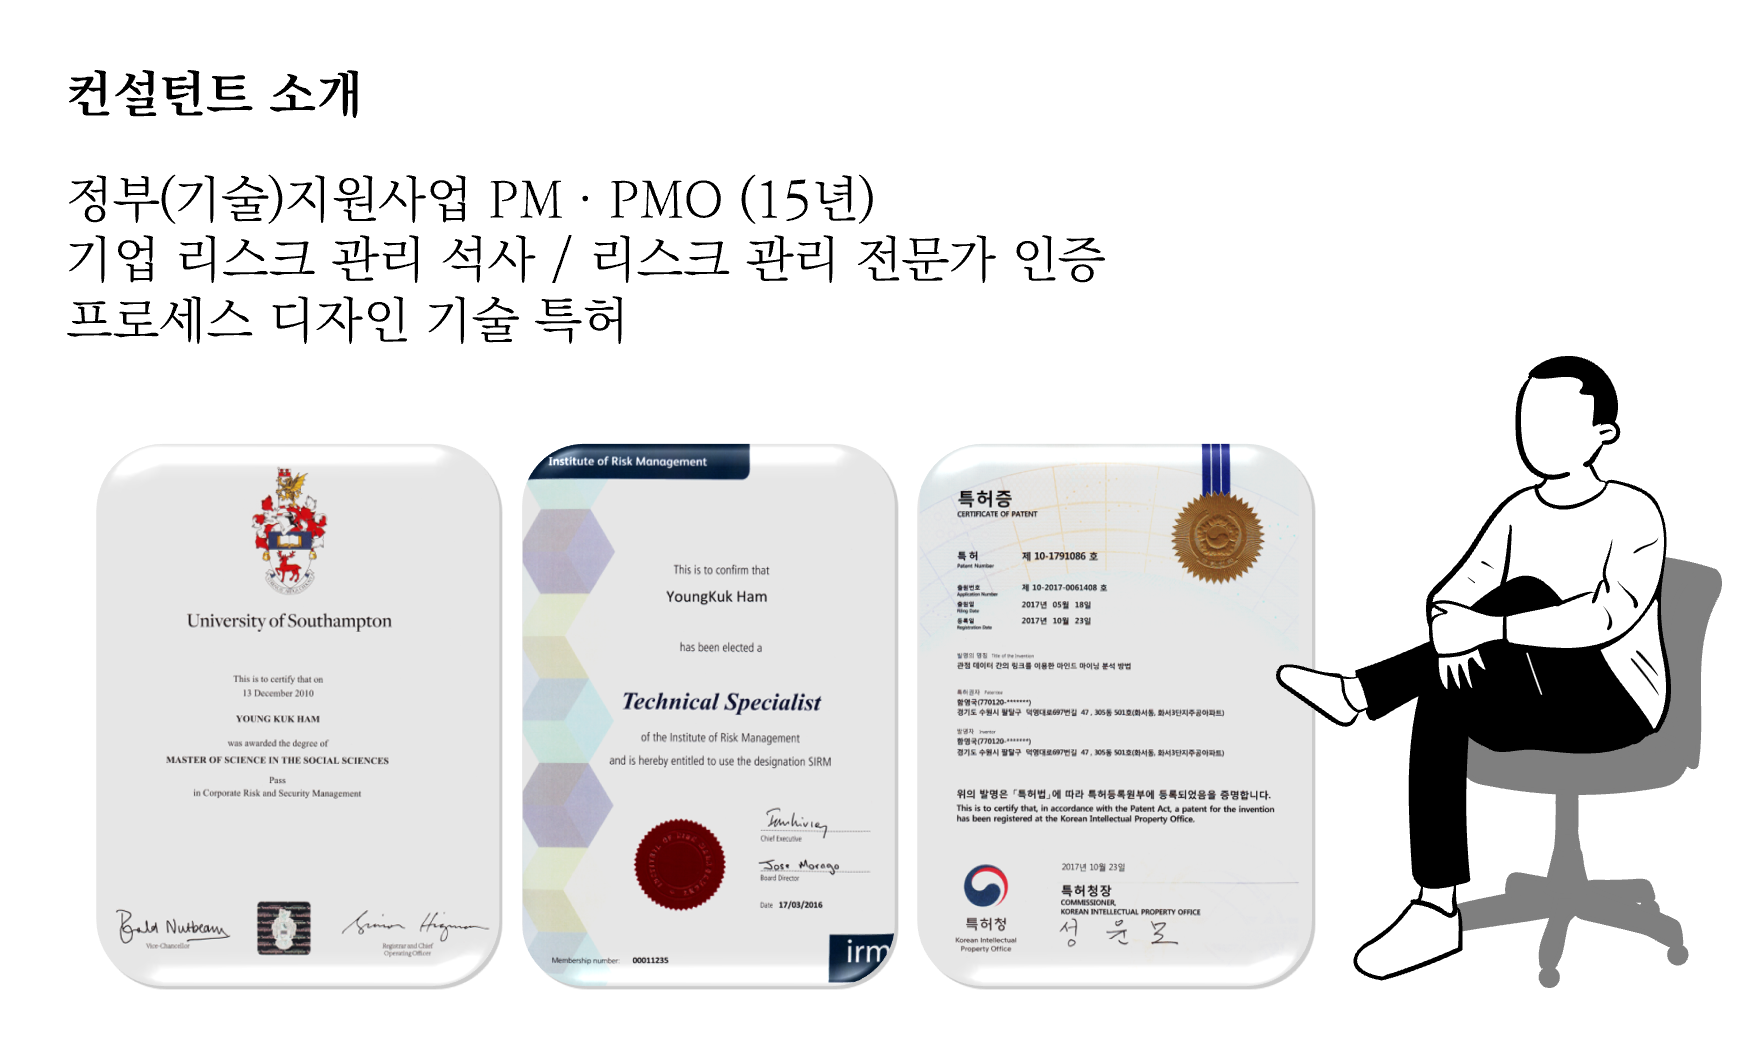 컨설턴트 소개
정부(기술)지원사업 PM · PMO (15년)
기업 리스크 관리 석사 / 리스크 관리 전문가 인증
프로세스 디자인 기술 특허
University of Southampton
This is to certify that on
13 December 2010
YOUNG KUK HAM
was awarded the degree of
MASTER OF SCIENCE IN THE SOCIAL SCIENCES
Pass
in Corporate Risk and Security Management
Vice-Chancellor
Registrar and Chief
Operating Officer
Institute of Risk Management
This is to confirm that
YoungKuk Ham
has been elected a
Technical Specialist
of the Institute of Risk Management
and is hereby entitled to use the designation SIRM
Chief Executive
Jose Morago
Board Director
Date 17/03/2016
Membership number: 00011235
irm
특허증
CERTIFICATE OF PATENT
특허 제 10-1791086 호
Patent Number
출원번호 제 10-2017-0061408 호
Application Number
출원일 2017년 05월 18일
Filing Date
등록일 2017년 10월 23일
Registration Date
발명의 명칭 Title of the Invention
관점 데이터 간의 링크를 이용한 마인드 마이닝 분석 방법
특허권자 Patentee
함영국(770120-*******)
경기도 수원시 팔달구 덕영대로697번길 47 , 305동 501호(화서동, 화서3단지주공아파트)
발명자 Inventor
함영국(770120-*******)
경기도 수원시 팔달구 덕영대로697번길 47 , 305동 501호(화서동, 화서3단지주공아파트)
위의 발명은 「특허법」에 따라 특허등록원부에 등록되었음을 증명합니다.
This is to certify that, in accordance with the Patent Act, a patent for the invention
has been registered at the Korean Intellectual Property Office.
2017년 10월 23일
특허청장
COMMISSIONER,
KOREAN INTELLECTUAL PROPERTY OFFICE
성윤모
특허청
Korean Intellectual
Property Office